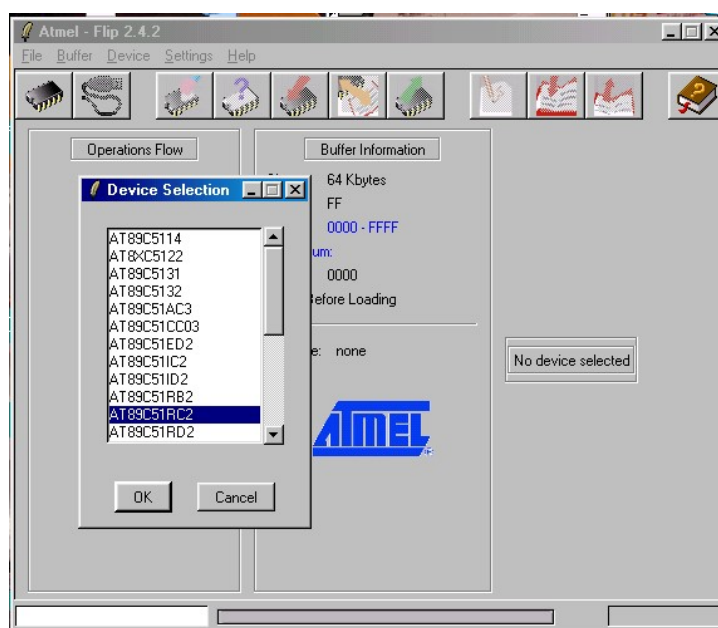 Atmel - Flip 2.4.2
File Buffer Device Settings Help
Operations Flow
Buffer Information
64 Kbytes
FF
0000 - FFFF
um:
0000
efore Loading
e: none
Device Selection
AT89C5114
AT8XC5122
AT89C5131
AT89C5132
AT89C51AC3
AT89C51CC03
AT89C51ED2
AT89C51IC2
AT89C51ID2
AT89C51RB2
AT89C51RC2
AT89C51RD2
OK Cancel
No device selected
ATMEL